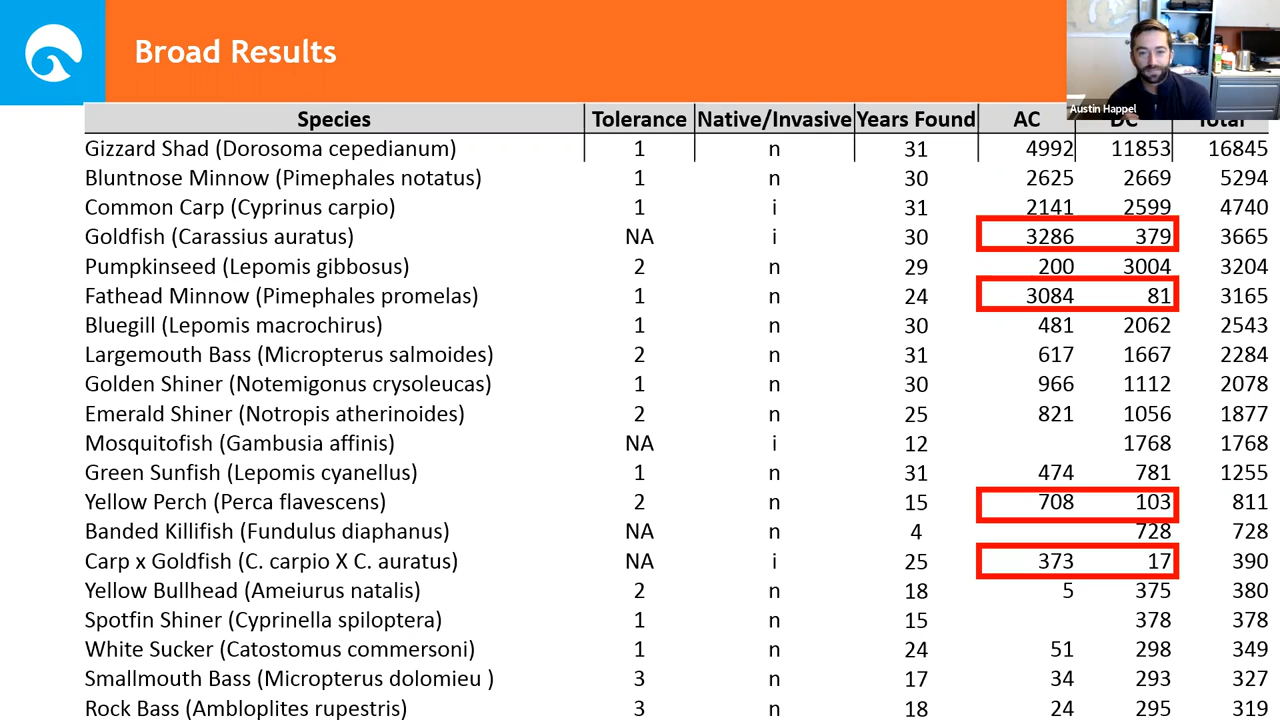 Broad Results
Austin Happel
Species Tolerance Native/Invasive Years Found AC DC Total
Gizzard Shad (Dorosoma cepedianum) 1 n 31 4992 11853 16845
Bluntnose Minnow (Pimephales notatus) 1 n 30 2625 2669 5294
Common Carp (Cyprinus carpio) 1 i 31 2141 2599 4740
Goldfish (Carassius auratus) NA i 30 3286 379 3665
Pumpkinseed (Lepomis gibbosus) 2 n 29 200 3004 3204
Fathead Minnow (Pimephales promelas) 1 n 24 3084 81 3165
Bluegill (Lepomis macrochirus) 1 n 30 481 2062 2543
Largemouth Bass (Micropterus salmoides) 2 n 31 617 1667 2284
Golden Shiner (Notemigonus crysoleucas) 1 n 30 966 1112 2078
Emerald Shiner (Notropis atherinoides) 2 n 25 821 1056 1877
Mosquitofish (Gambusia affinis) NA i 12 1768 1768
Green Sunfish (Lepomis cyanellus) 1 n 31 474 781 1255
Yellow Perch (Perca flavescens) 2 n 15 708 103 811
Banded Killifish (Fundulus diaphanus) NA n 4 728 728
Carp x Goldfish (C. carpio X C. auratus) NA i 25 373 17 390
Yellow Bullhead (Ameiurus natalis) 2 n 18 5 375 380
Spotfin Shiner (Cyprinella spiloptera) 1 n 15 378 378
White Sucker (Catostomus commersoni) 1 n 24 51 298 349
Smallmouth Bass (Micropterus dolomieu ) 3 n 17 34 293 327
Rock Bass (Ambloplites rupestris) 3 n 18 24 295 319